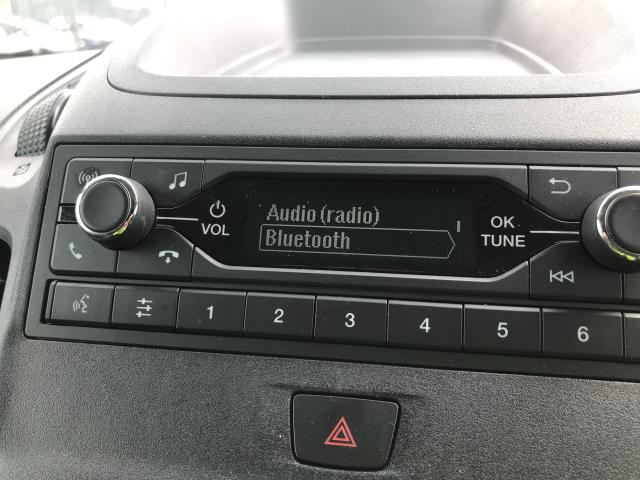 Audio (radio)
Bluetooth
VOL
OK
TUNE
1
2
3
4
5
6